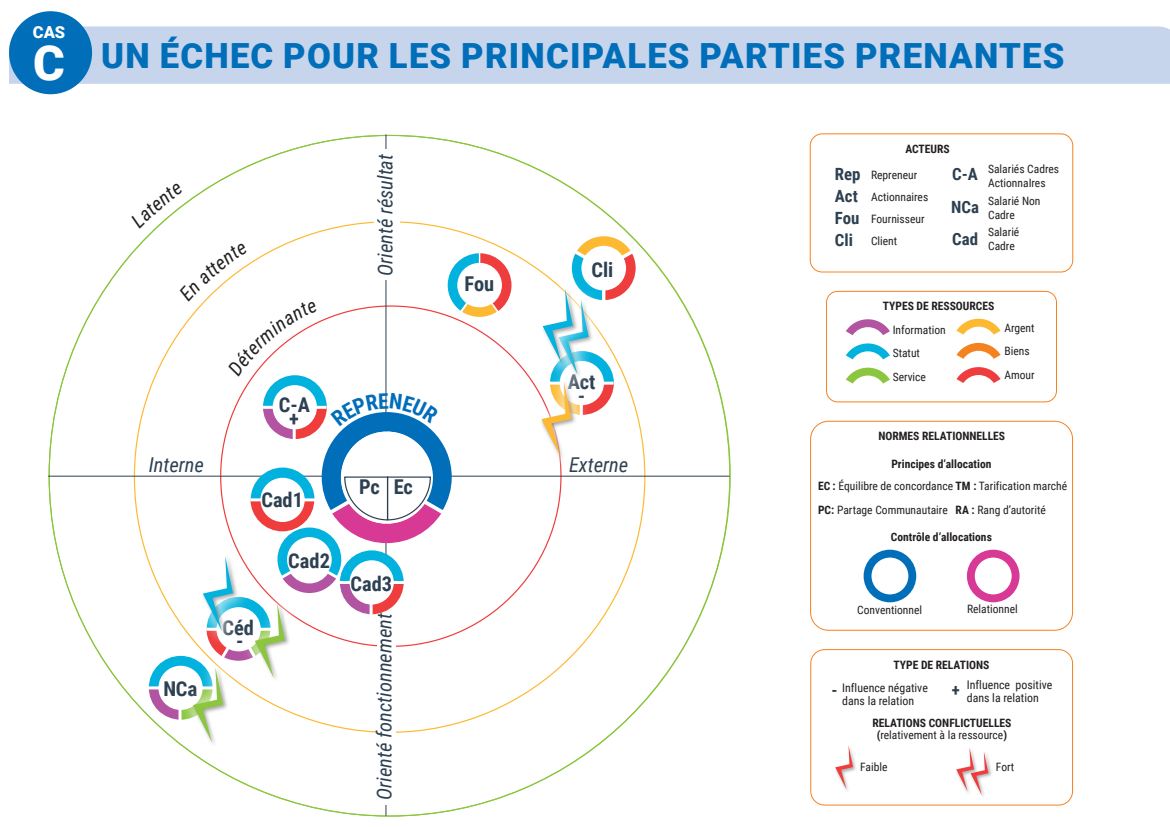 CAS
C
UN ÉCHEC POUR LES PRINCIPALES PARTIES PRENANTES
Latente
En attente
Déterminante
Orienté résultat
Interne
Externe
Orienté fonctionnement
Fou
Cli
Act
-
C-A
+
REPRENEUR
Pc
Ec
Cad1
Cad2
Cad3
Céd
-
NCa
ACTEURS
Rep Repreneur
Act Actionnaires
Fou Fournisseur
Cli Client
C-A Salariés Cadres
Actionnalres
NCa Salarié Non
Cadre
Cad Salarié
Cadre
TYPES DE RESSOURCES
Information
Argent
Statut
Biens
Service
Amour
NORMES RELATIONNELLES
Principes d'allocation
EC : Équilibre de concordance TM : Tarification marché
PC: Partage Communautaire RA : Rang d'autorité
Contrôle d'allocations
Conventionnel
Relationnel
TYPE DE RELATIONS
- Influence négative
dans la relation
+ Influence positive
dans la relation
RELATIONS CONFLICTUELLES
(relativement à la ressource)
Faible
Fort